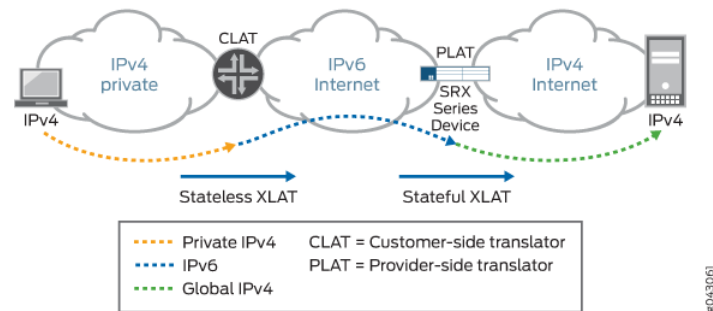 CLAT
IPv4
private
IPv6
Internet
PLAT
IPv4
Internet
SRX
Series
Device
IPv4
IPv4
Stateless XLAT
Stateful XLAT
Private IPv4 CLAT = Customer-side translator
IPv6 PLAT = Provider-side translator
Global IPv4
g043061